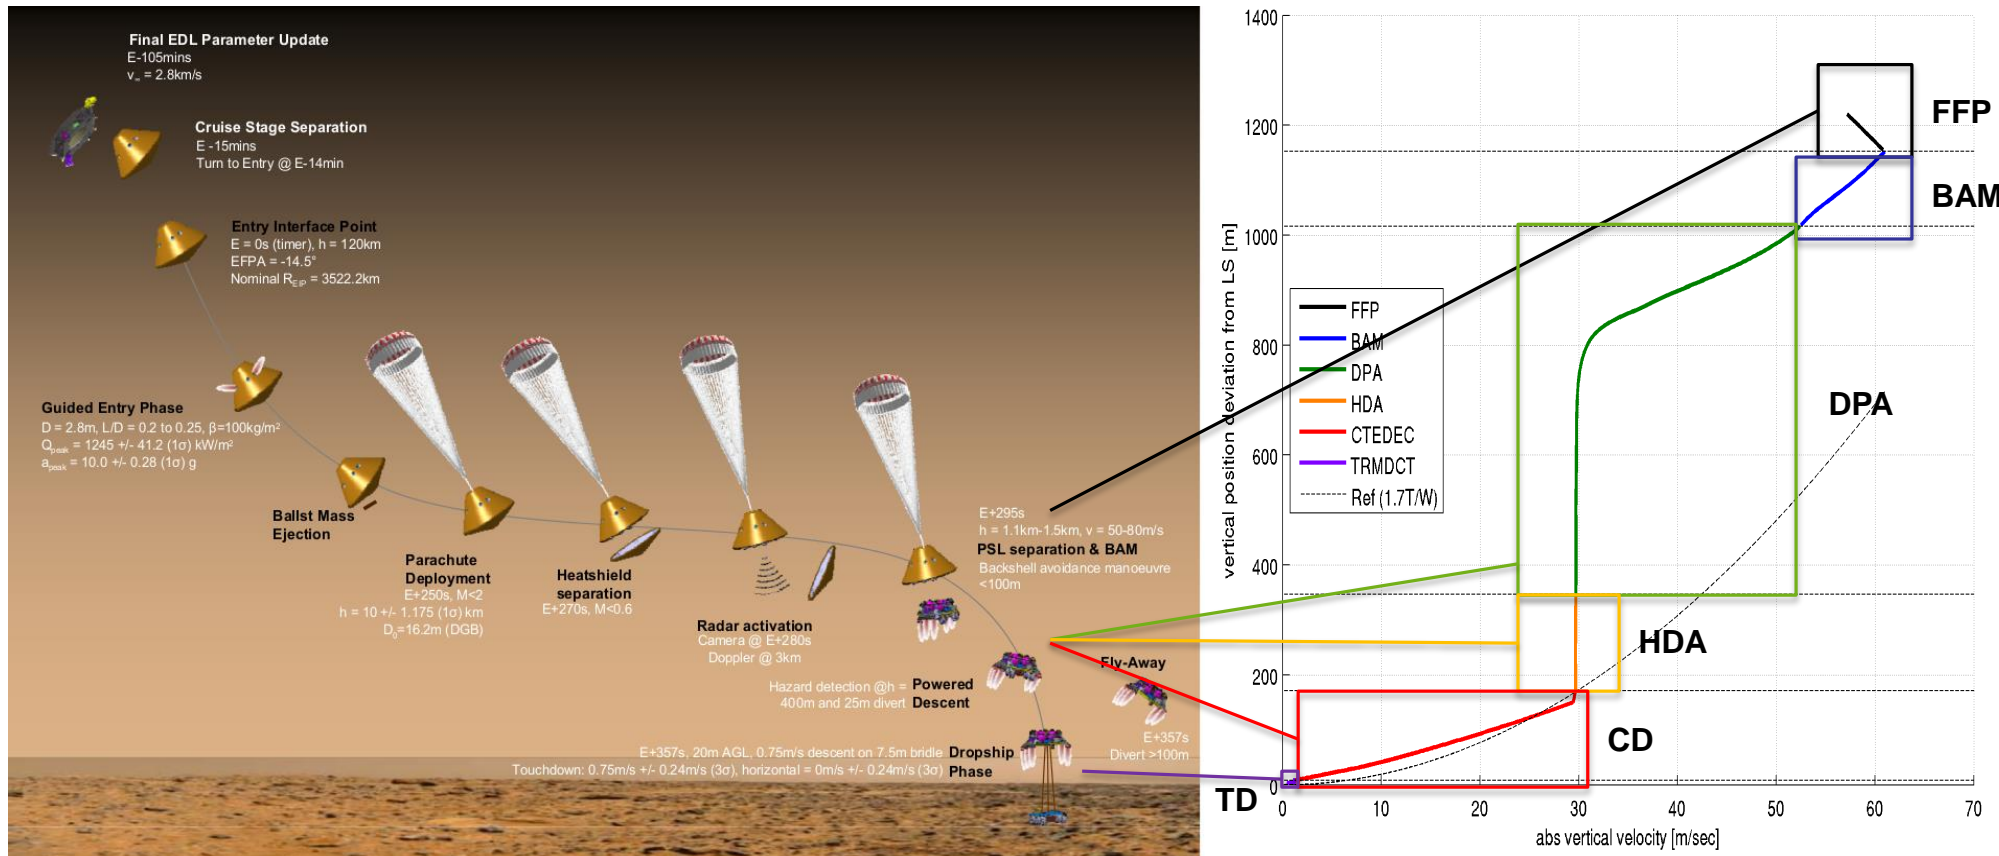 Final EDL Parameter Update
E-105mins
v∞ = 2.8km/s
Cruise Stage Separation
E -15mins
Turn to Entry @ E-14min
Entry Interface Point
E = 0s (timer), h = 120km
EFPA = -14.5°
Nominal REIP = 3522.2km
Guided Entry Phase
D = 2.8m, L/D = 0.2 to 0.25, β=100kg/m²
Qpeak = 1245 +/- 41.2 (1σ) kW/m²
apeak = 10.0 +/- 0.28 (1σ) g
Ballst Mass
Ejection
Parachute
Deployment
E+250s, M<2
h = 10 +/- 1.175 (1σ) km
D0=16.2m (DGB)
Heatshield
separation
E+270s, M<0.6
Radar activation
Camera @ E+280s
Doppler @ 3km
E+295s
h = 1.1km-1.5km, v = 50-80m/s
PSL separation & BAM
Backshell avoidance manoeuvre
<100m
Hazard detection @h =
400m and 25m divert
Powered
Descent
Fly-Away
E+357s
Divert >100m
E+357s, 20m AGL, 0.75m/s descent on 7.5m bridle
Touchdown: 0.75m/s +/- 0.24m/s (3σ), horizontal = 0m/s +/- 0.24m/s (3σ)
Dropship
Phase
1400
1200
1000
800
600
400
200
0
vertical position deviation from LS [m]
FFP
BAM
DPA
HDA
CTEDEC
TRMDCT
Ref (1.7T/W)
FFP
BAM
DPA
HDA
CD
TD
0 10 20 30 40 50 60 70
abs vertical velocity [m/sec]